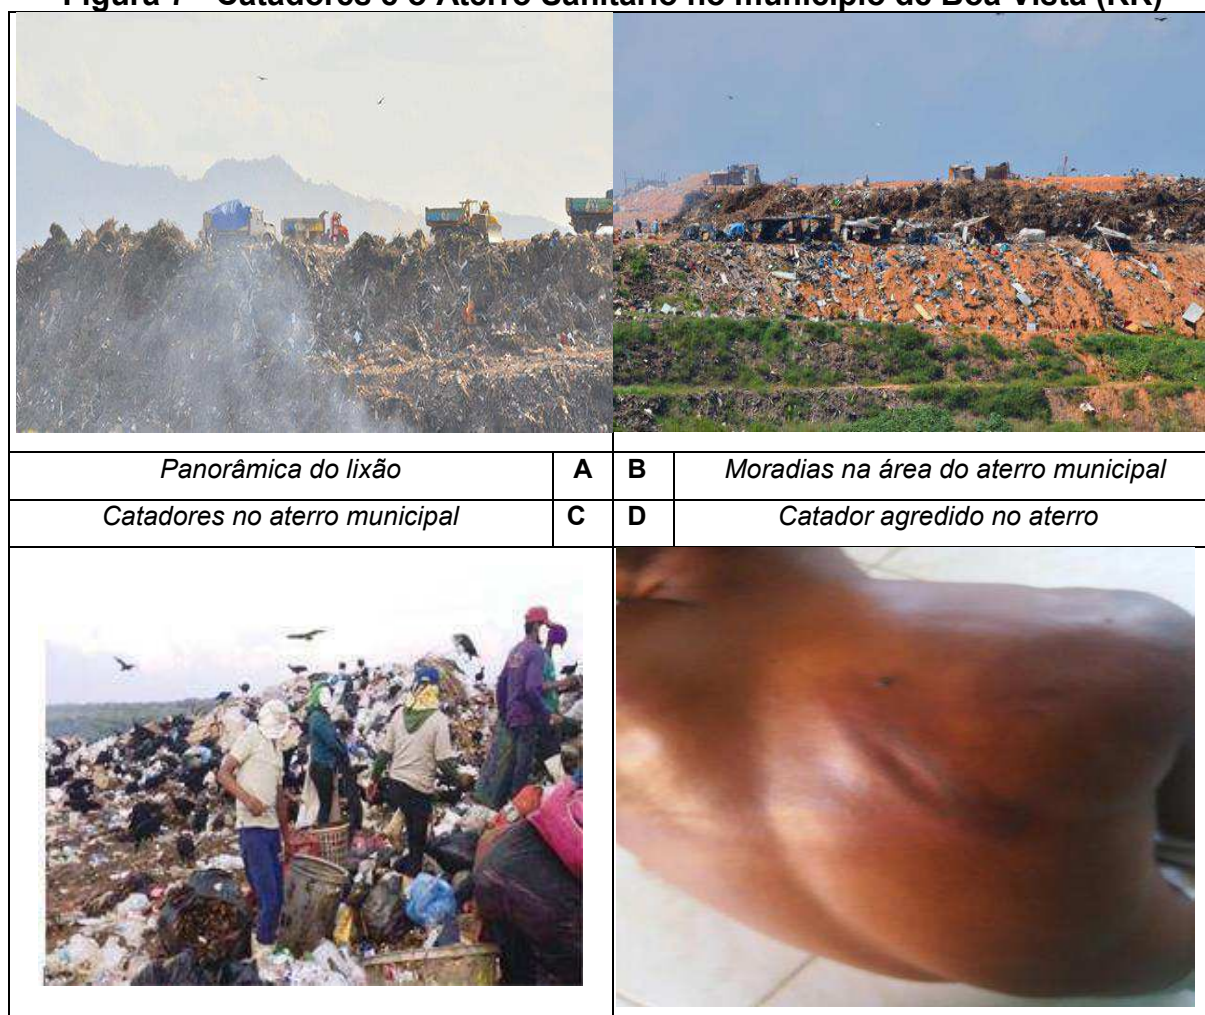 Figura 7 - Catadores e o Aterro Sanitário no município de Boa Vista (RR)
Panorâmica do lixão A B Moradias na área do aterro municipal
Catadores no aterro municipal C D Catador agredido no aterro